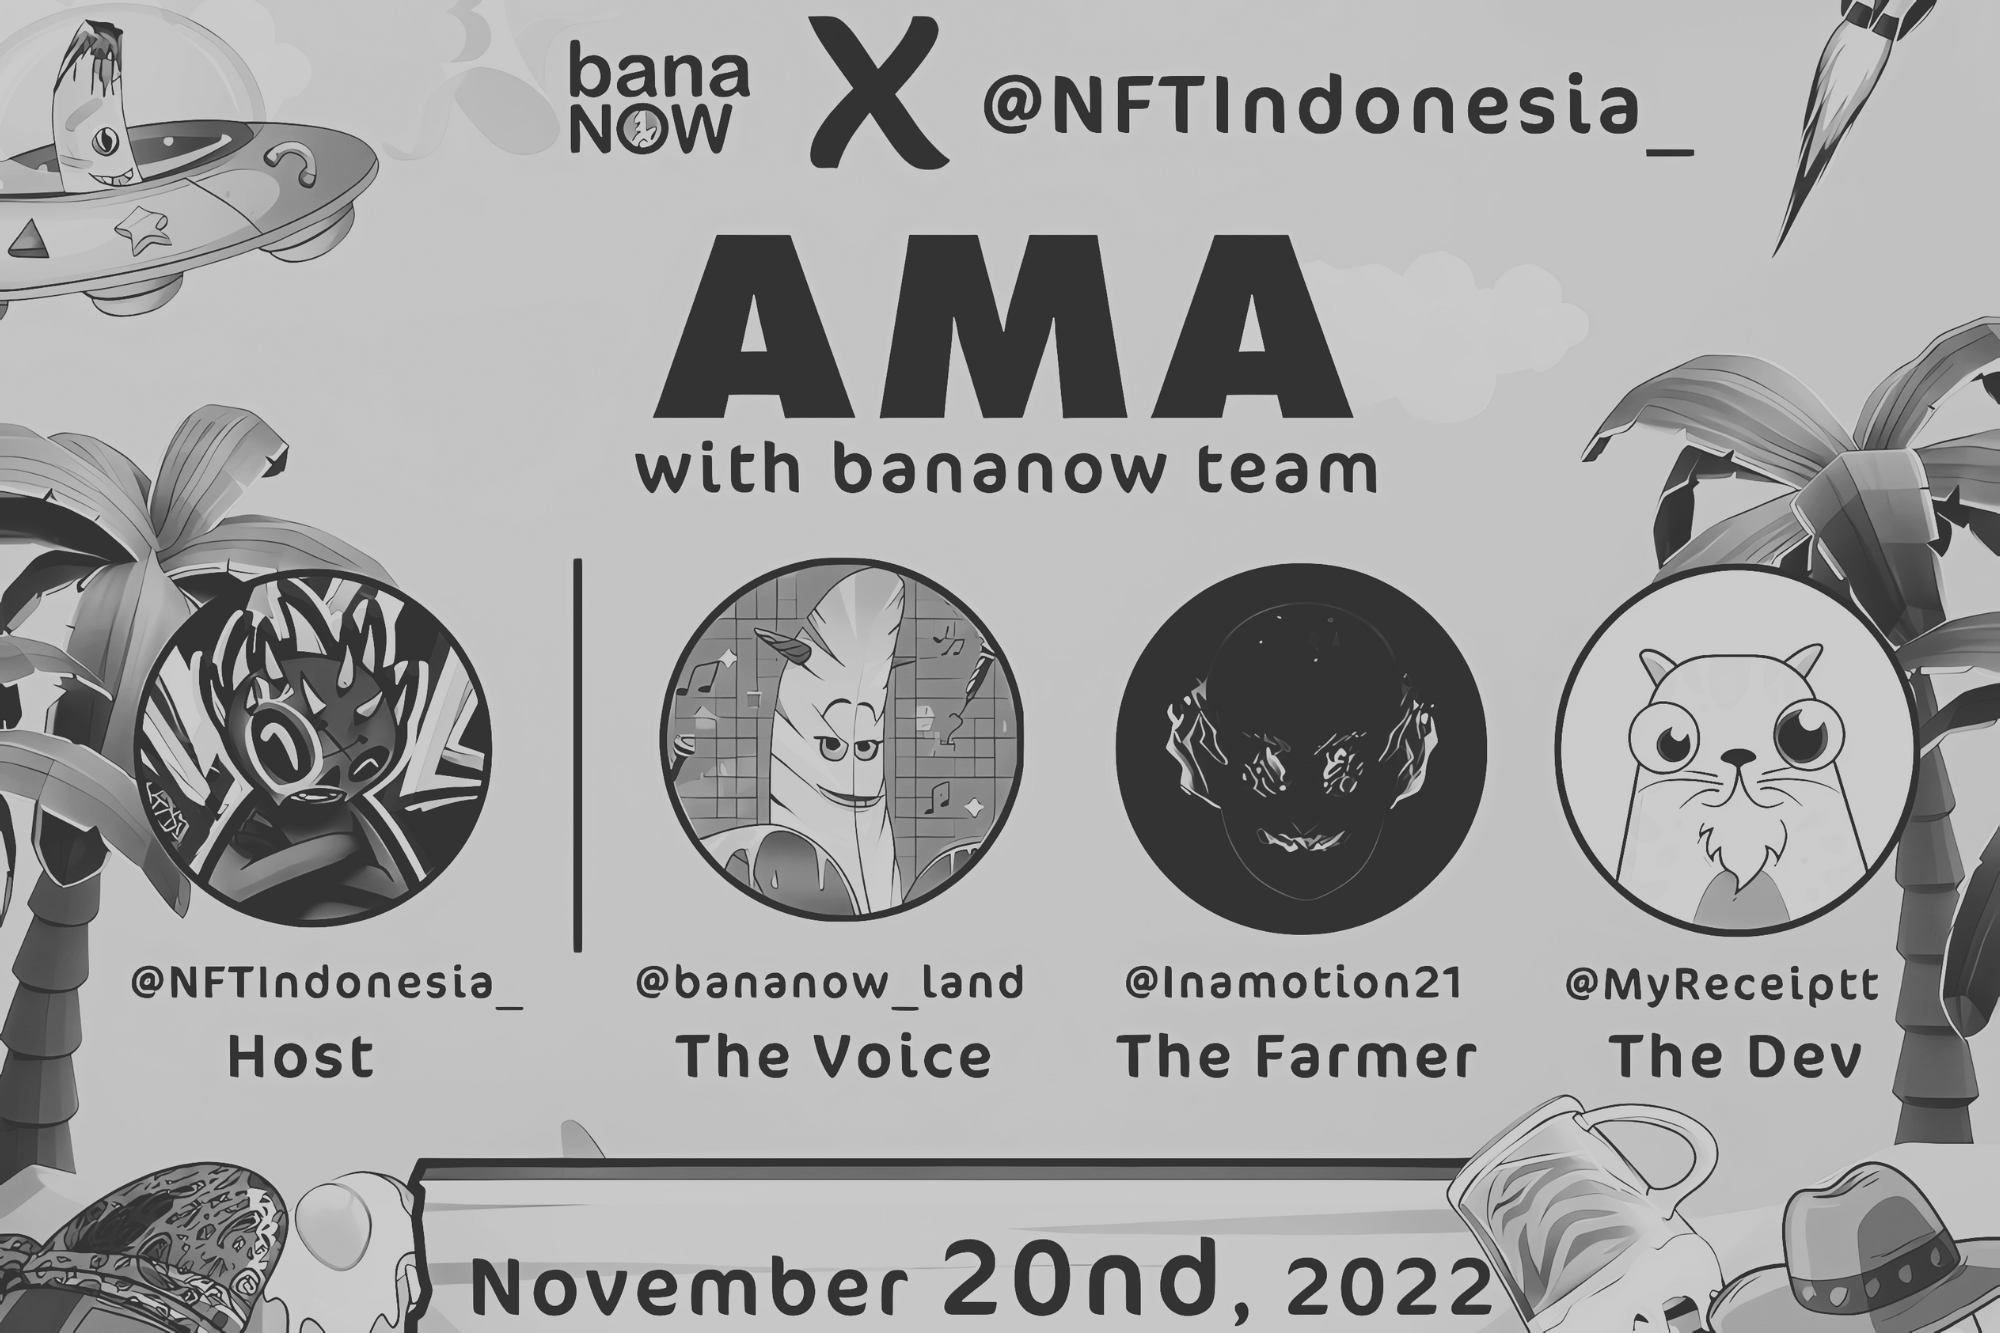 bana
NOW
X
@NFTIndonesia_
AMA
with bananow team
@NFTIndonesia_
Host
@bananow_land
The Voice
@Inamotion21
The Farmer
@MyReceiptt
The Dev
November 20nd, 2022